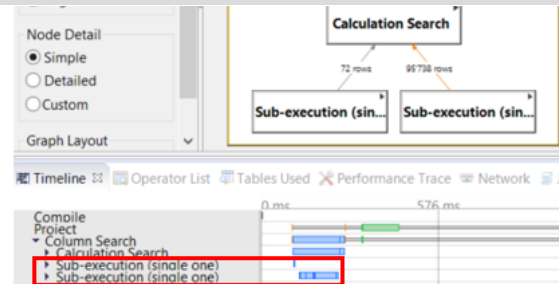 Node Detail
Simple
Detailed
Custom
Graph Layout
Calculation Search
72 rows
95'738 rows
Sub-execution (sin...
Sub-execution (sin...
Timeline
Operator List
Tables Used
Performance Trace
Network
0 ms
576 ms
Compile
Project
Column Search
Calculation Search
Sub-execution (single one)
Sub-execution (single one)